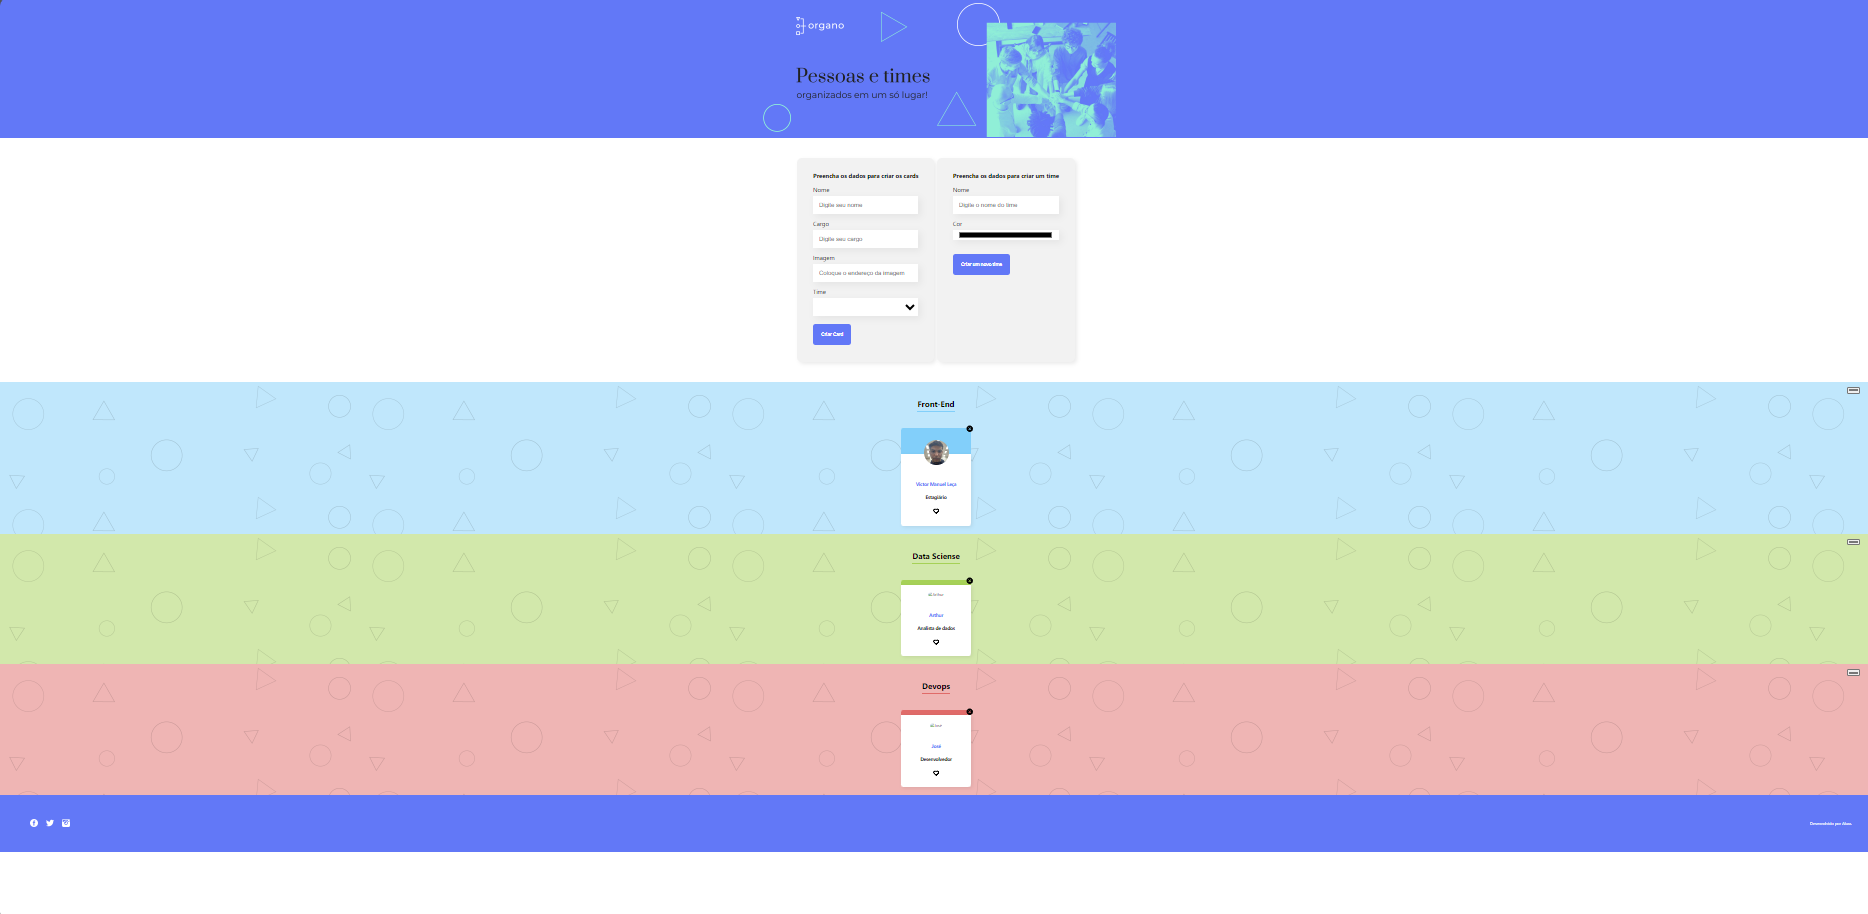 organo
Pessoas e times
organizados em um só lugar!
Preencha os dados para criar os cards
Nome
Digite seu nome
Cargo
Digite seu cargo
Imagem
Coloque o endereço da imagem
Time
Criar Card
Preencha os dados para criar um time
Nome
Digite o nome do time
Cor
Criar um novo time
Front-End
Victor Manuel Leça
Estagiário
Data Sciense
Arthur
Analista de dados
Devops
José
Desenvolvedor
Desenvolvido por Alura.